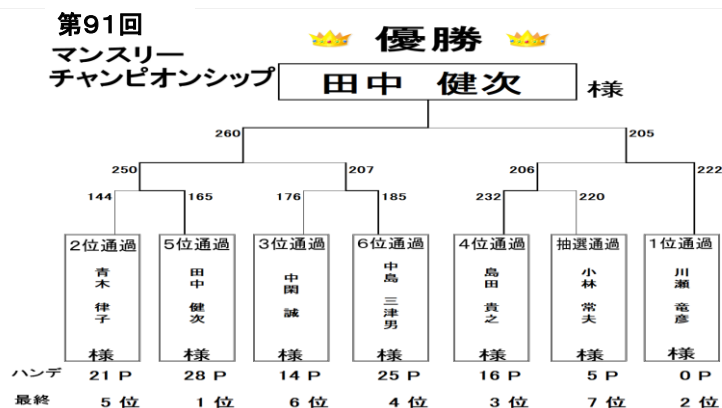 第91回
マンスリー
チャンピオンシップ
優勝
田中 健次 様
260 205
250 207 206 222
144 165 176 185 232 220
2位通過 5位通過 3位通過 6位通過 4位通過 抽選通過 1位通過
青木 律子 様
田中 健次 様
中閑 誠 様
中島 三津男 様
島田 貴之 様
小林 常夫 様
川瀬 竜彦 様
ハンデ 21 P 28 P 14 P 25 P 16 P 5 P 0 P
最終 5 位 1 位 6 位 4 位 3 位 7 位 2 位